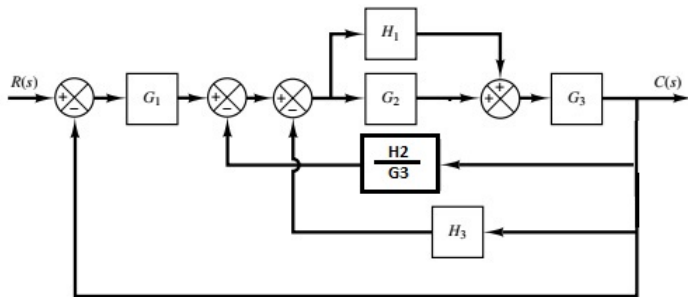 H₁
R(s)
C(s)
+
−
G₁
+
−
+
−
G₂
+
+
G₃
H2
G3
H₃